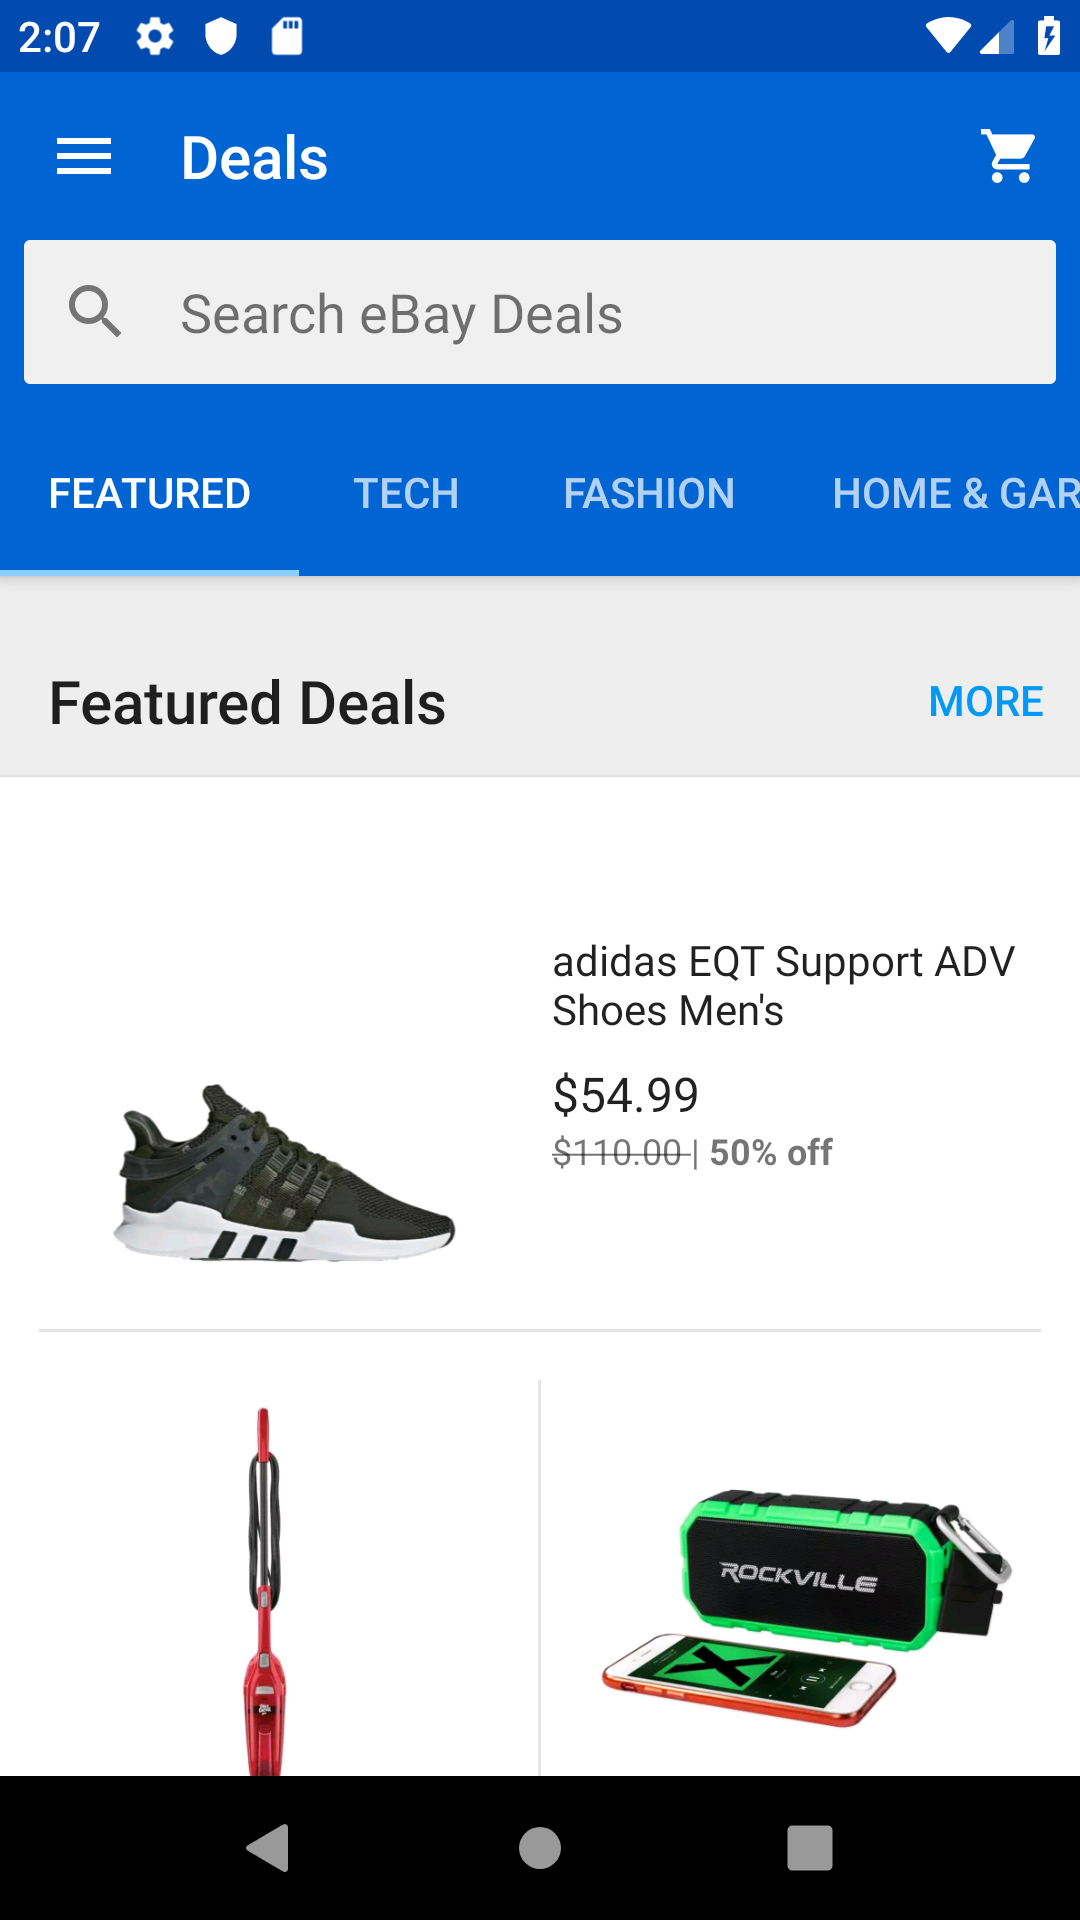 2:07
Deals
Search eBay Deals
FEATURED TECH FASHION HOME & GAR
Featured Deals MORE
adidas EQT Support ADV
Shoes Men's
$54.99
$110.00 | 50% off
ROCKVILLE